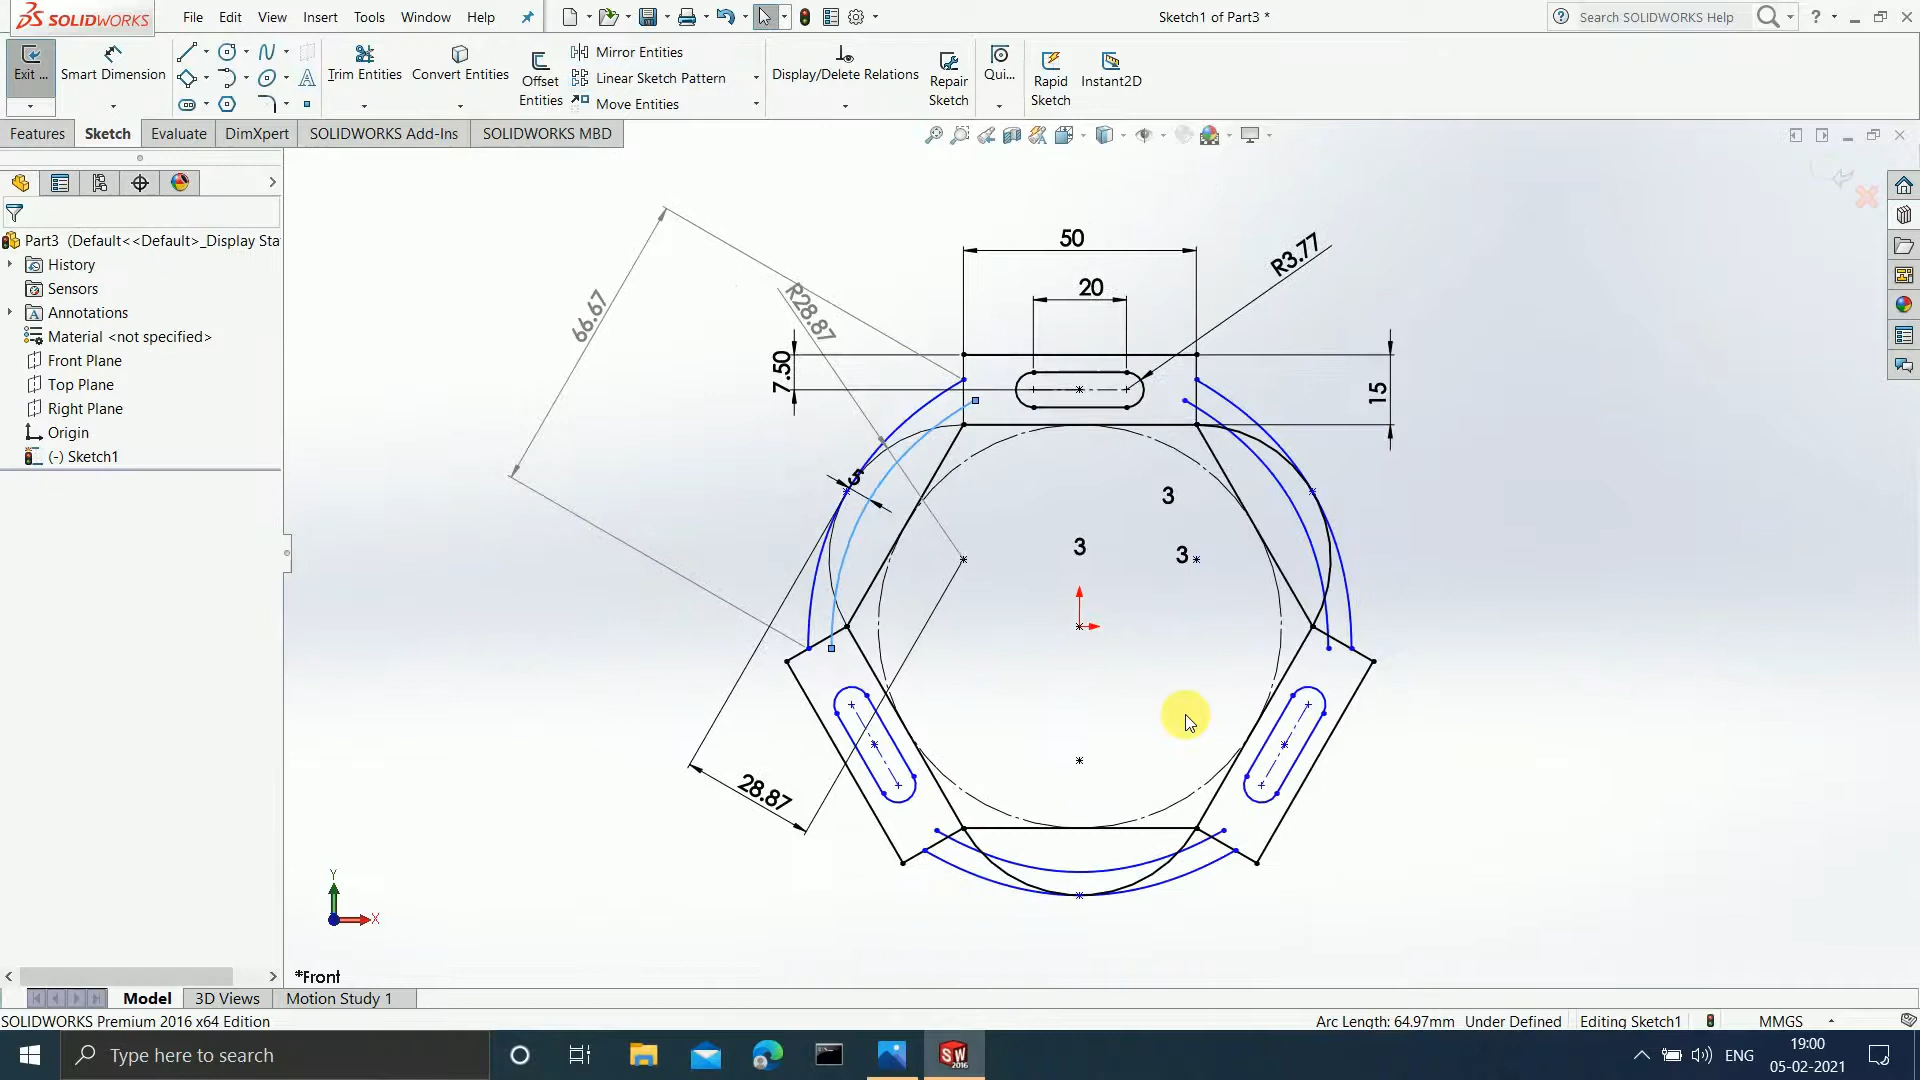 SOLIDWORKS
File Edit View Insert Tools Window Help
Sketch1 of Part3 *
Search SOLIDWORKS Help
Exit ...
Smart Dimension
Trim Entities
Convert Entities
Offset Entities
Mirror Entities
Linear Sketch Pattern
Move Entities
Display/Delete Relations
Repair Sketch
Qui...
Rapid Sketch
Instant2D
Features Sketch Evaluate DimXpert SOLIDWORKS Add-Ins SOLIDWORKS MBD
Part3 (Default<<Default>_Display Sta
History
Sensors
Annotations
Material <not specified>
Front Plane
Top Plane
Right Plane
Origin
(-) Sketch1
50
R3.77
20
66.67
R28.87
7.50
15
5
3
3
3
28.87
Y
X
*Front
Model 3D Views Motion Study 1
SOLIDWORKS Premium 2016 x64 Edition
Arc Length: 64.97mm Under Defined Editing Sketch1 MMGS
Type here to search
SW 2016
ENG
19:00
05-02-2021